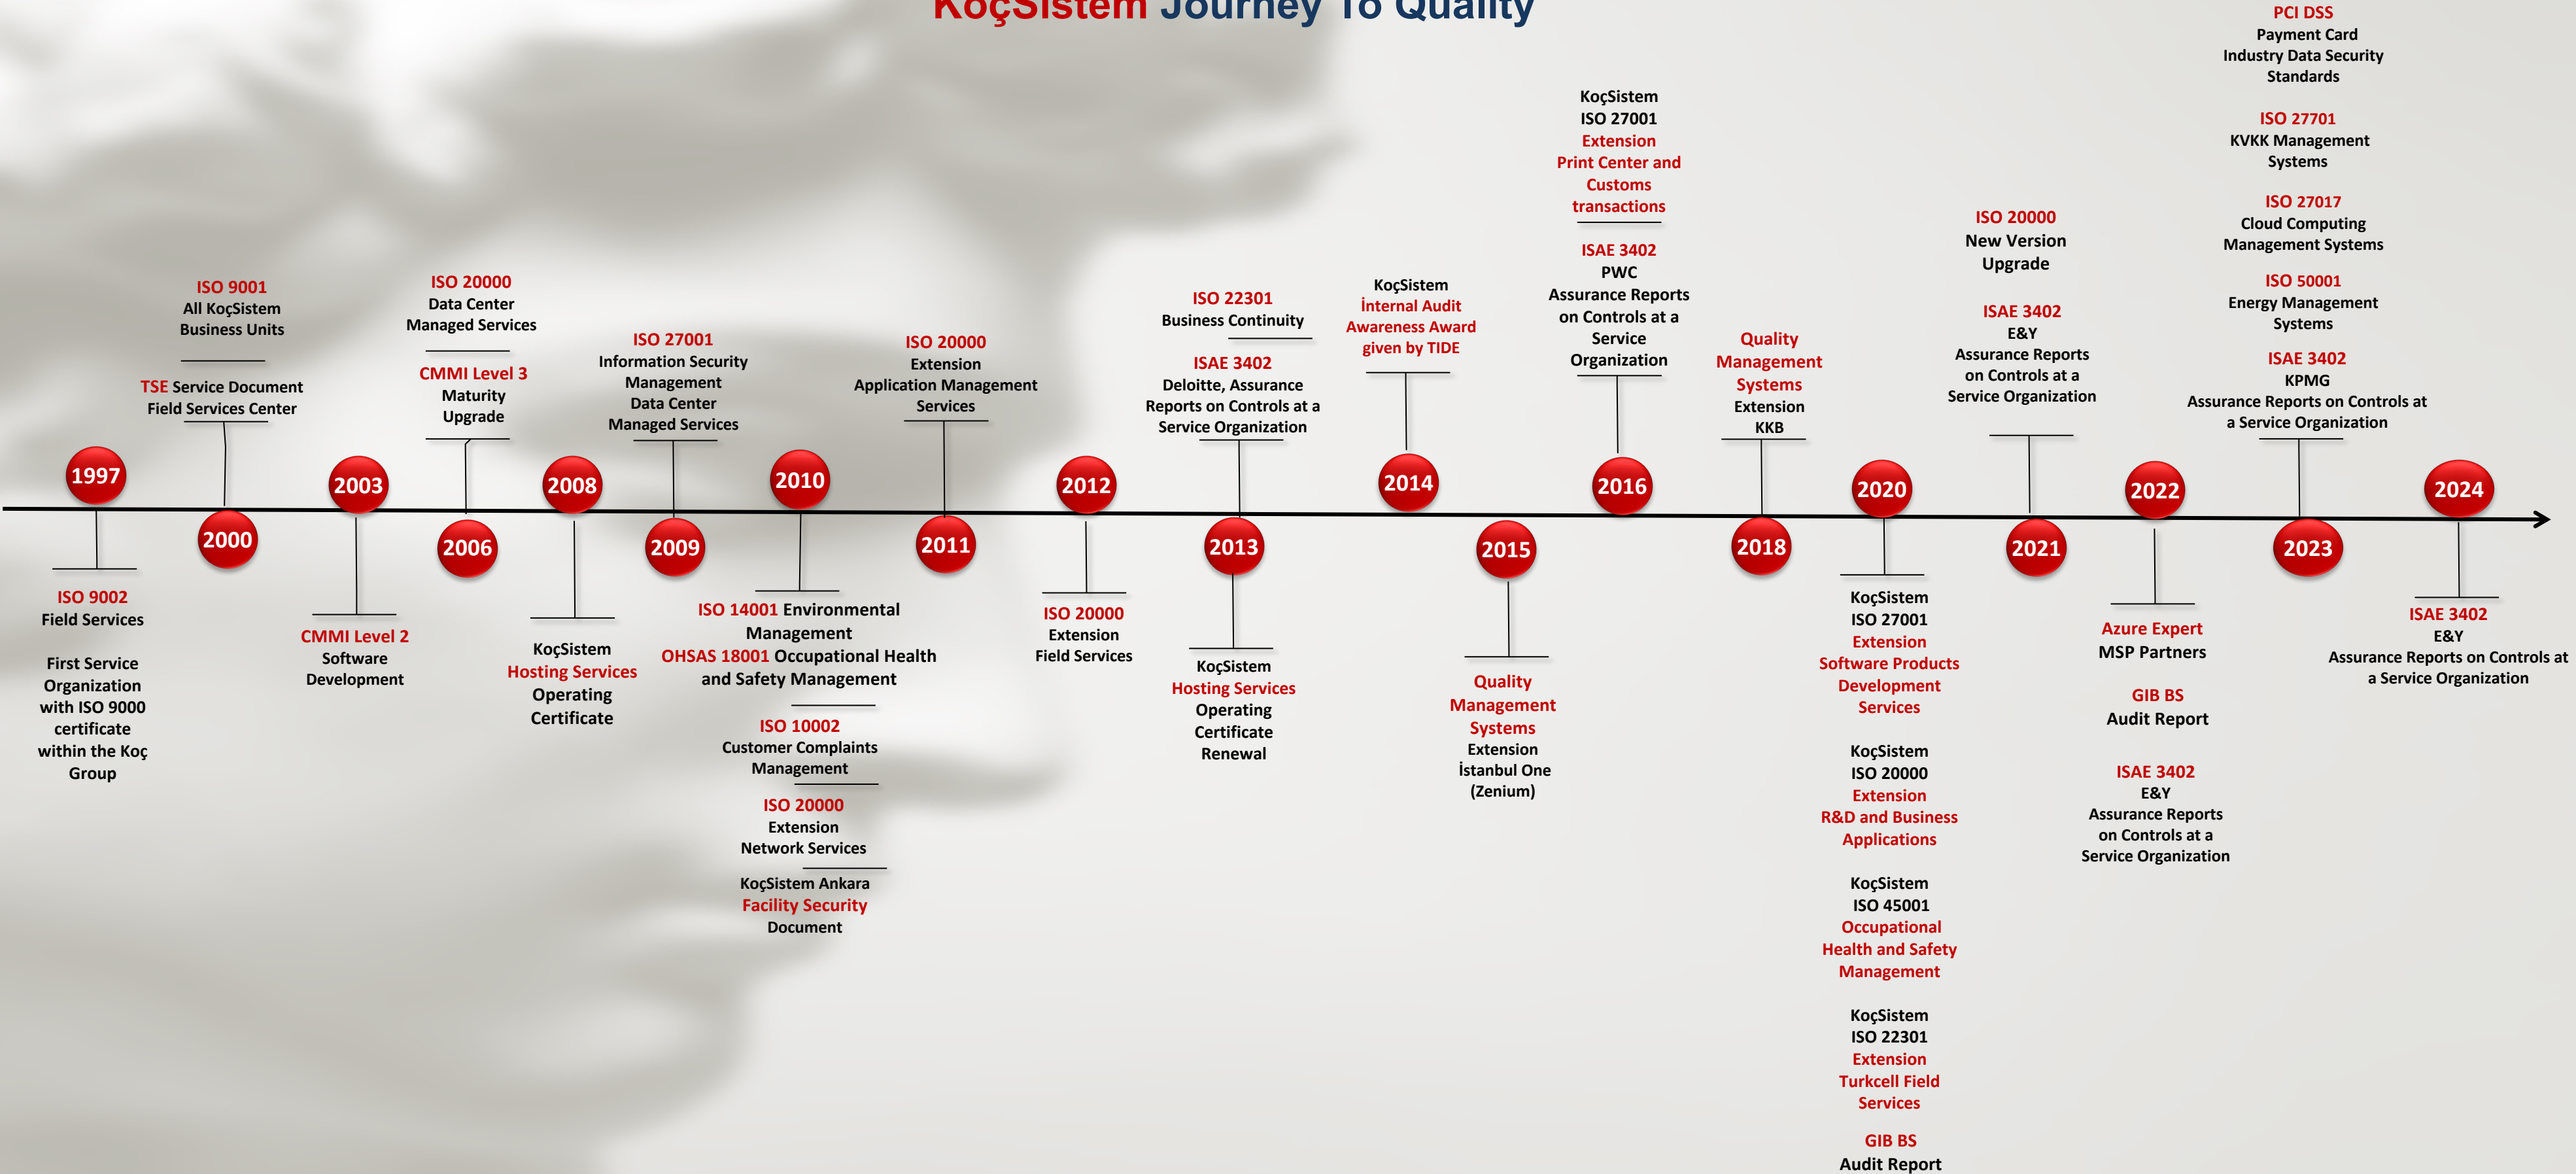 KoçSistem Journey To Quality
1997
ISO 9002
Field Services
First Service
Organization
with ISO 9000
certificate
within the Koç
Group
ISO 9001
All KoçSistem
Business Units
TSE Service Document
Field Services Center
2000
2003
CMMI Level 2
Software
Development
ISO 20000
Data Center
Managed Services
CMMI Level 3
Maturity
Upgrade
2006
2008
KoçSistem
Hosting Services
Operating
Certificate
ISO 27001
Information Security
Management
Data Center
Managed Services
2009
2010
ISO 14001 Environmental
Management
OHSAS 18001 Occupational Health
and Safety Management
ISO 10002
Customer Complaints
Management
ISO 20000
Extension
Network Services
KoçSistem Ankara
Facility Security
Document
ISO 20000
Extension
Application Management
Services
2011
2012
ISO 20000
Extension
Field Services
ISO 22301
Business Continuity
ISAE 3402
Deloitte, Assurance
Reports on Controls at a
Service Organization
2013
KoçSistem
Hosting Services
Operating
Certificate
Renewal
KoçSistem
İnternal Audit
Awareness Award
given by TIDE
2014
2015
Quality
Management
Systems
Extension
İstanbul One
(Zenium)
KoçSistem
ISO 27001
Extension
Print Center and
Customs
transactions
ISAE 3402
PWC
Assurance Reports
on Controls at a
Service
Organization
2016
Quality
Management
Systems
Extension
KKB
2018
2020
KoçSistem
ISO 27001
Extension
Software Products
Development
Services
KoçSistem
ISO 20000
Extension
R&D and Business
Applications
KoçSistem
ISO 45001
Occupational
Health and Safety
Management
KoçSistem
ISO 22301
Extension
Turkcell Field
Services
GIB BS
Audit Report
ISO 20000
New Version
Upgrade
ISAE 3402
E&Y
Assurance Reports
on Controls at a
Service Organization
2021
2022
Azure Expert
MSP Partners
GIB BS
Audit Report
ISAE 3402
E&Y
Assurance Reports
on Controls at a
Service Organization
PCI DSS
Payment Card
Industry Data Security
Standards
ISO 27701
KVKK Management
Systems
ISO 27017
Cloud Computing
Management Systems
ISO 50001
Energy Management
Systems
ISAE 3402
KPMG
Assurance Reports on Controls at
a Service Organization
2023
2024
ISAE 3402
E&Y
Assurance Reports on Controls at
a Service Organization